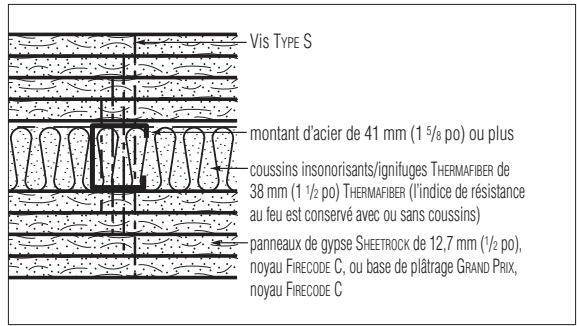 Vis TYPE S
montant d'acier de 41 mm (1 5/8 po) ou plus
coussins insonorisants/ignifuges THERMAFIBER de
38 mm (1 1/2 po) THERMAFIBER (l'indice de résistance
au feu est conservé avec ou sans coussins)
panneaux de gypse SHEETROCK de 12,7 mm (1/2 po),
noyau FIRECODE C, ou base de plâtrage GRAND PRIX,
noyau FIRECODE C